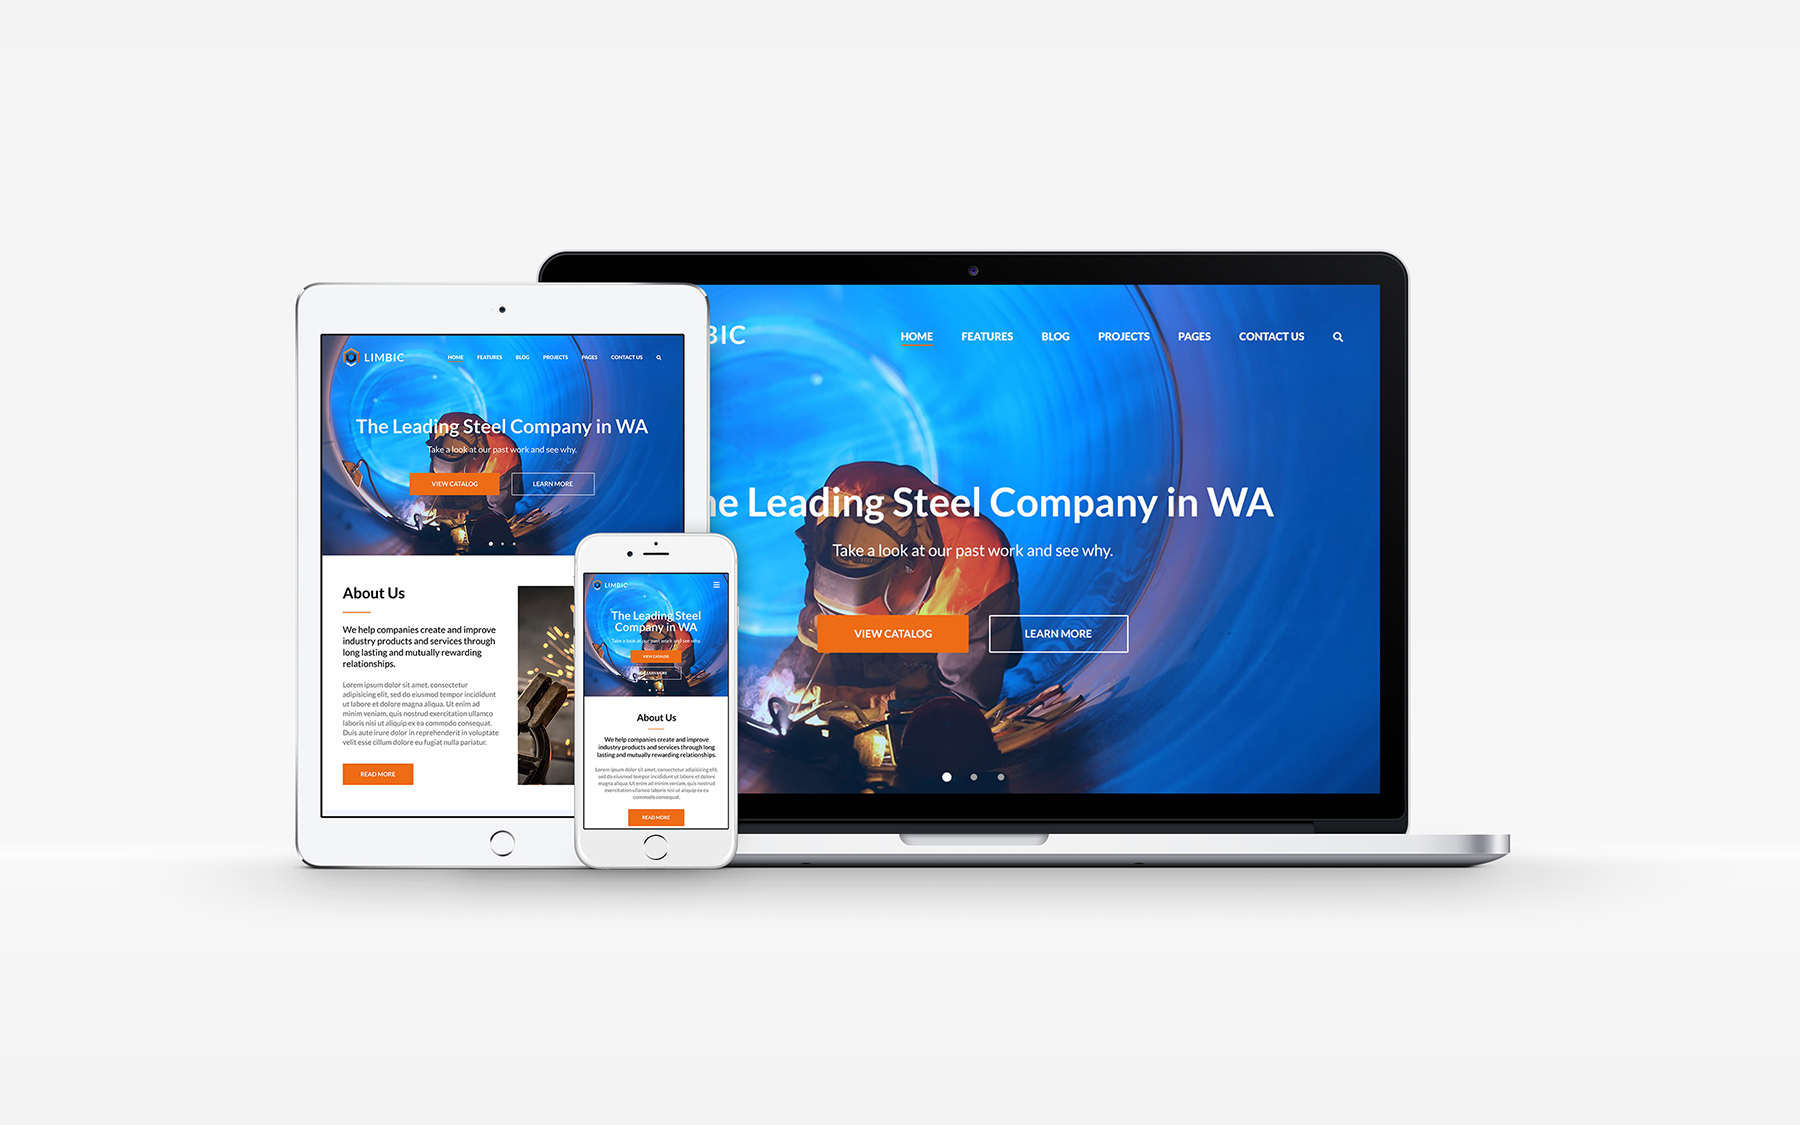 LIMBIC
HOME FEATURES BLOG PROJECTS PAGES CONTACT US
The Leading Steel Company in WA
Take a look at our past work and see why.
VIEW CATALOG LEARN MORE
About Us
We help companies create and improve
industry products and services through
long lasting and mutually rewarding
relationships.
Lorem ipsum dolor sit amet, consectetur
adipisicing elit, sed do eiusmod tempor incididunt
ut labore et dolore magna aliqua. Ut enim ad
minim veniam, quis nostrud exercitation ullamco
laboris nisi ut aliquip ex ea commodo consequat.
Duis aute irure dolor in reprehenderit in voluptate
velit esse cillum dolore eu fugiat nulla pariatur.
READ MORE
LIMBIC
The Leading Steel
Company in WA
Take a look at our past work and see why.
VIEW CATALOG
LEARN MORE
About Us
We help companies create and improve
industry products and services through long
lasting and mutually rewarding relationships.
Lorem ipsum dolor sit amet, consectetur adipisicing elit,
sed do eiusmod tempor incididunt ut labore et dolore
magna aliqua. Ut enim ad minim veniam, quis nostrud
exercitation ullamco laboris nisi ut aliquip ex ea
commodo consequat.
READ MORE
BIC
HOME FEATURES BLOG PROJECTS PAGES CONTACT US
he Leading Steel Company in WA
Take a look at our past work and see why.
VIEW CATALOG LEARN MORE